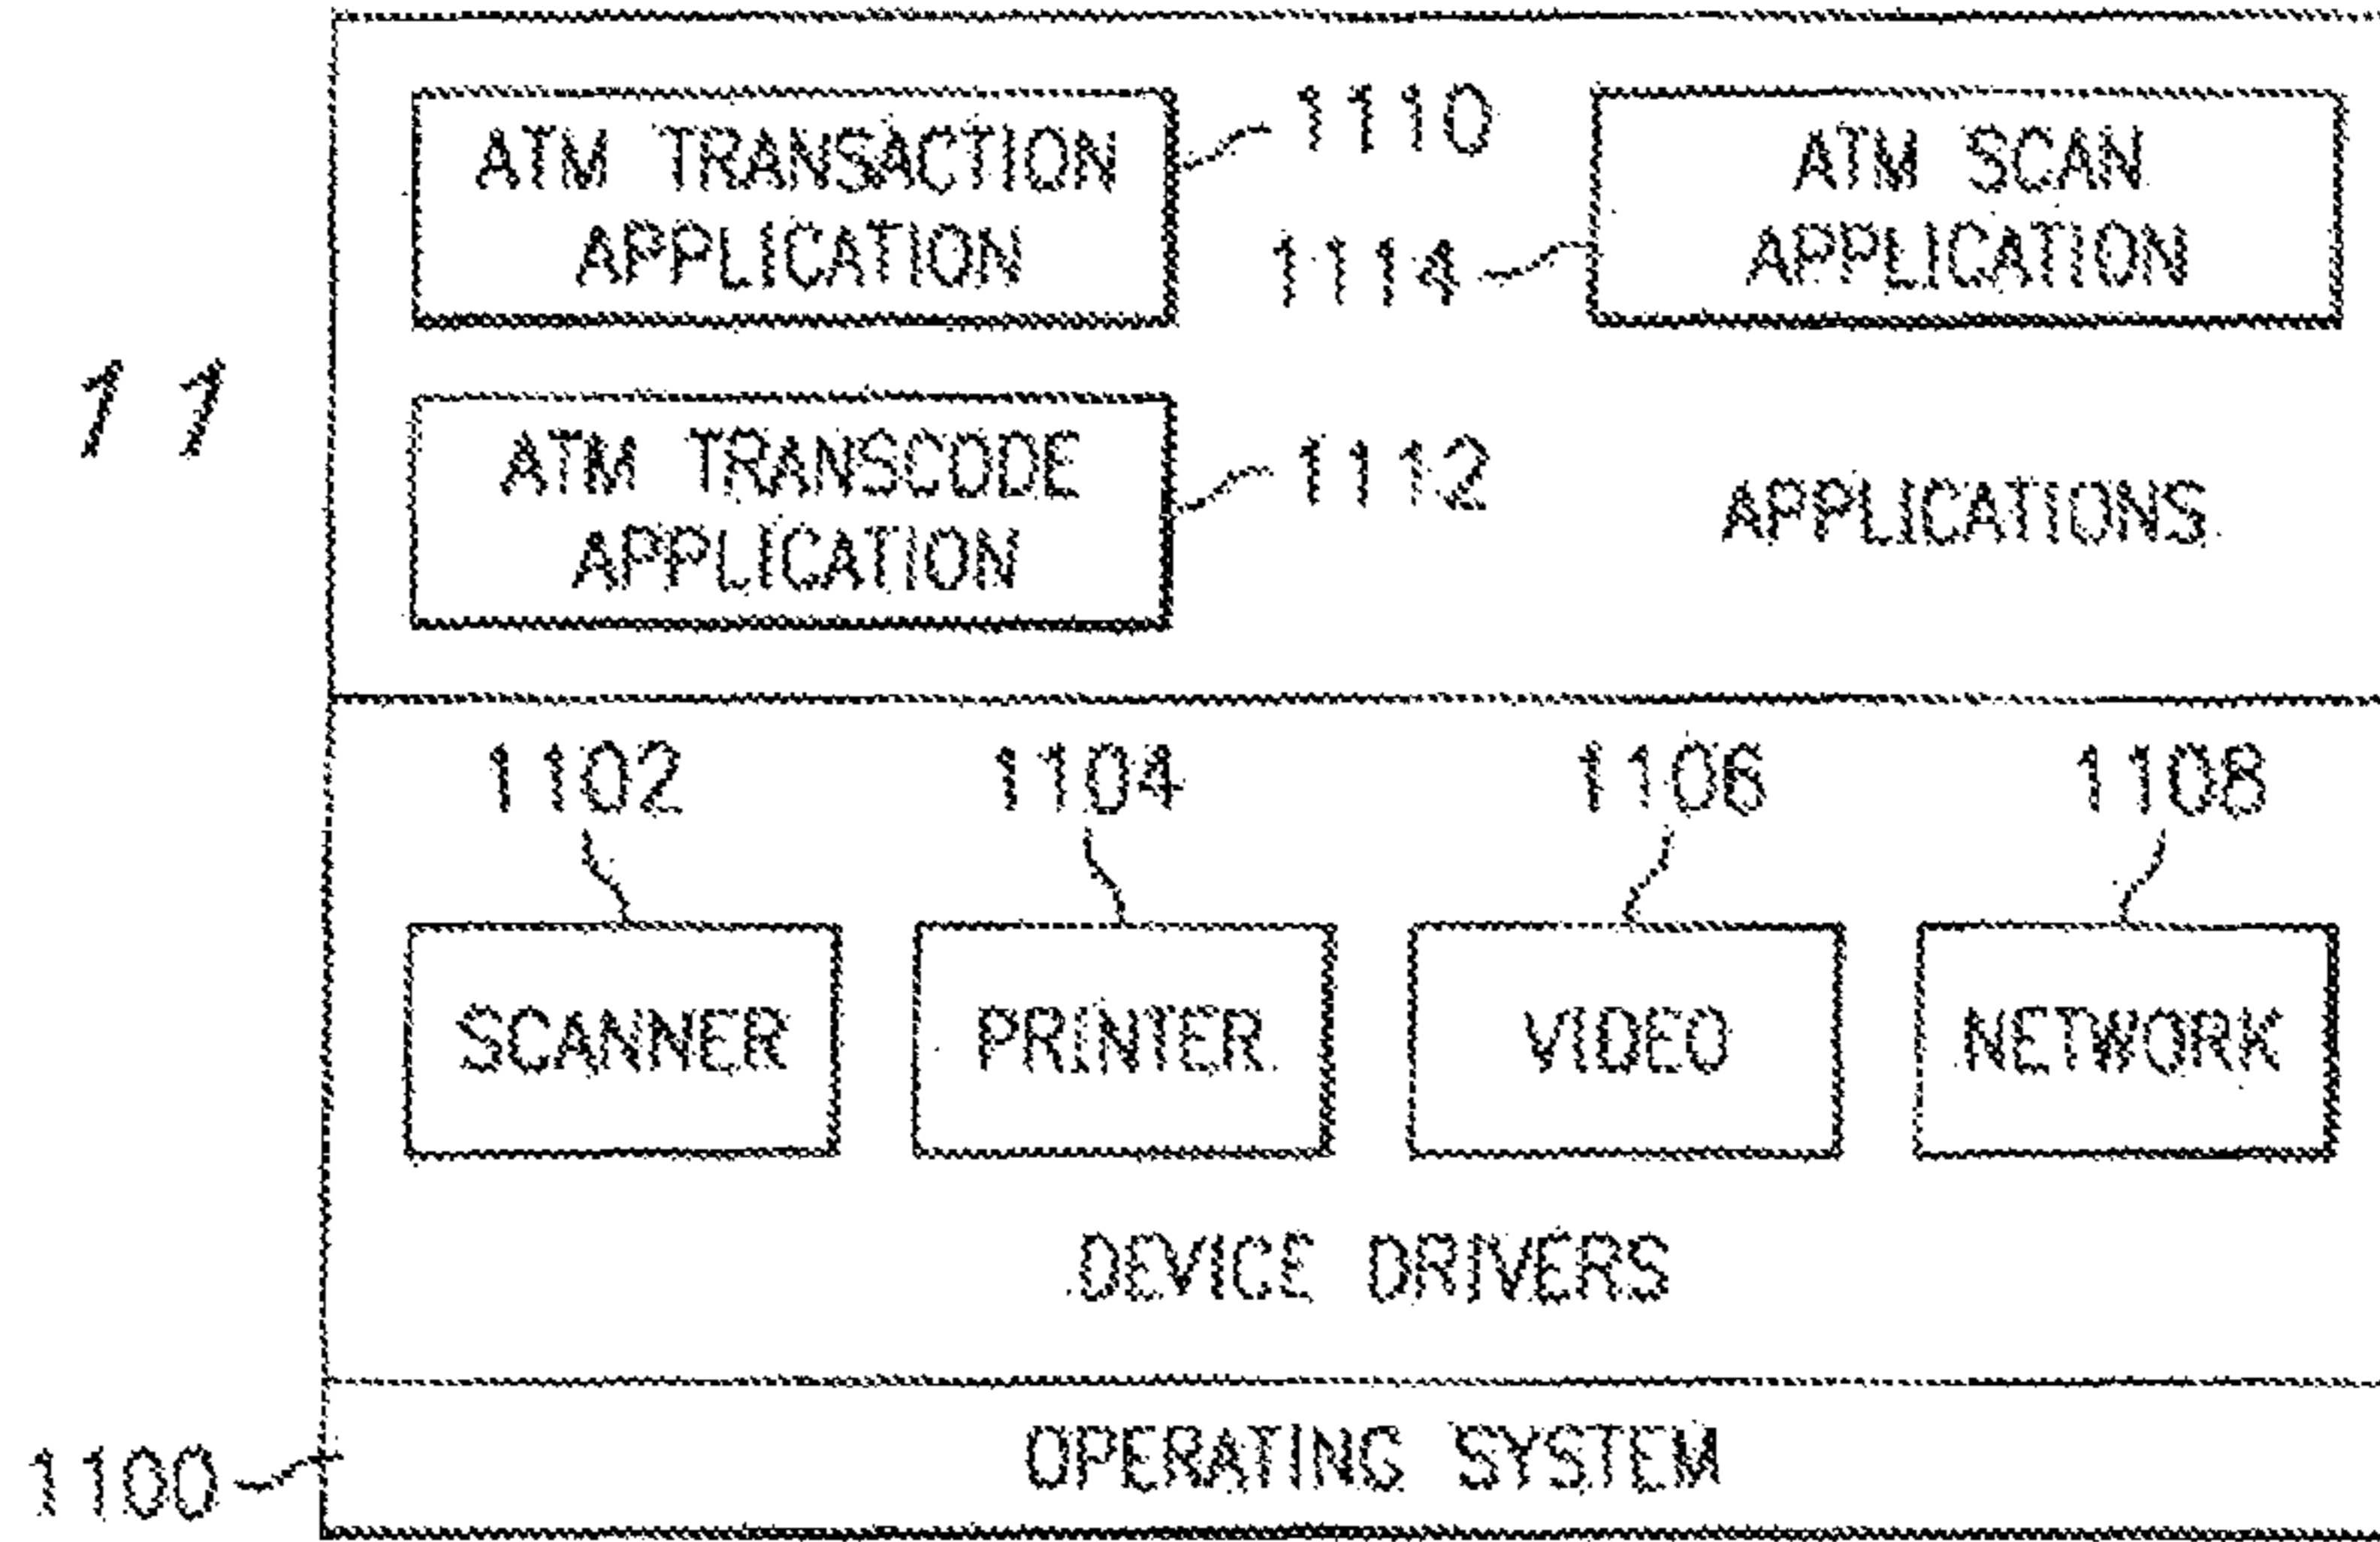 ATM TRANSACTION
APPLICATION
1110
1114
ATM SCAN
APPLICATION
11
ATM TRANSCODE
APPLICATION
1112
APPLICATIONS
1102
1104
1106
1108
SCANNER
PRINTER
VIDEO
NETWORK
DEVICE DRIVERS
1100
OPERATING SYSTEM